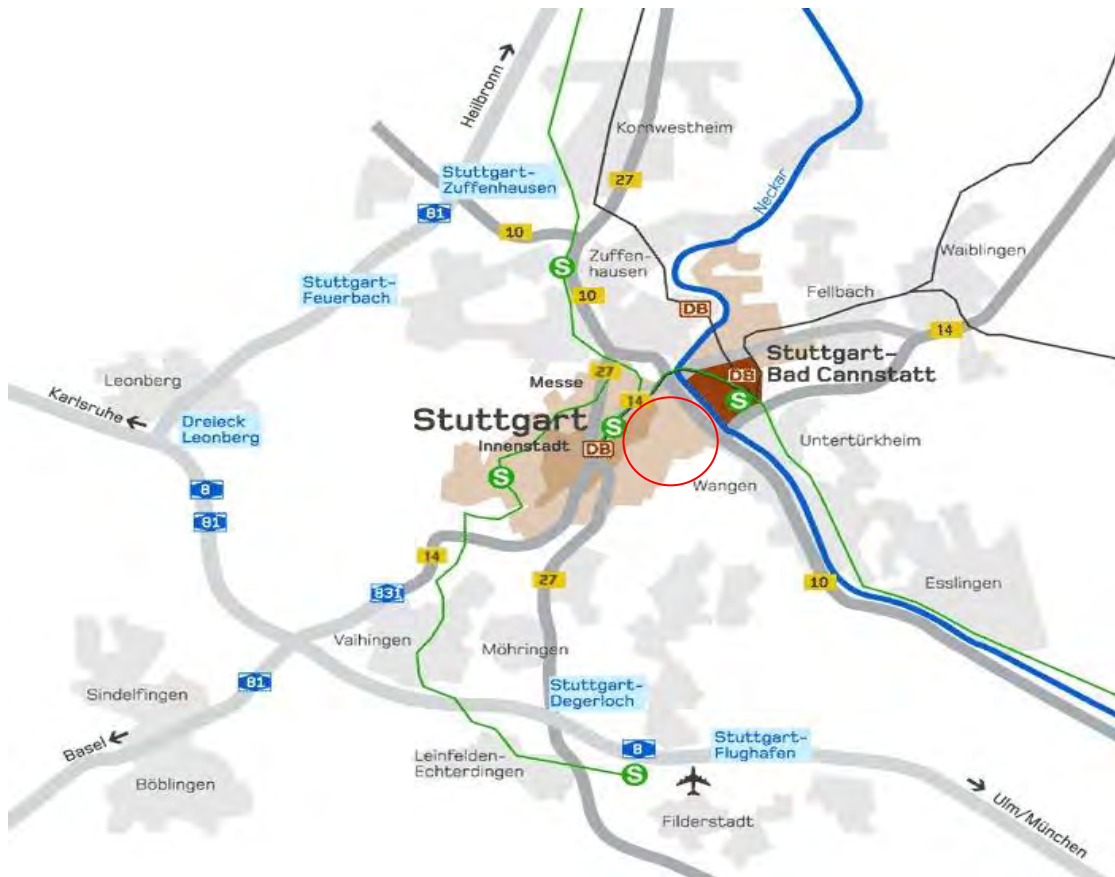 Heilbronn
Kornwestheim
Stuttgart-
Zuffenhausen
27
81
10
Neckar
Zuffen-
hausen
S
Waiblingen
Stuttgart-
Feuerbach
10
Fellbach
DB
14
Leonberg
Messe
27
Stuttgart-
Bad Cannstatt
DB
S
14
Karlsruhe
Dreieck
Leonberg
Stuttgart
Innenstadt
S
DB
Untertürkheim
S
Wangen
8
81
14
27
10
Esslingen
831
Vaihingen
Möhringen
81
Sindelfingen
Stuttgart-
Degerloch
Basel
Böblingen
Leinfelden-
Echterdingen
8
Stuttgart-
Flughafen
S
Filderstadt
Ulm/München